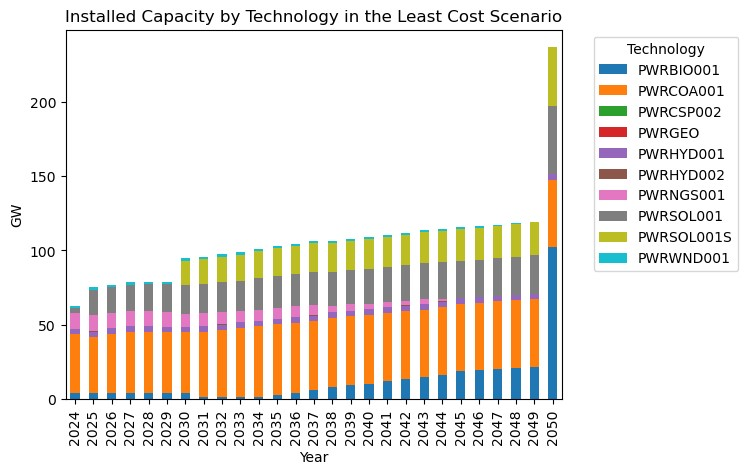 Installed Capacity by Technology in the Least Cost Scenario
GW
200
150
100
50
0
2024
2025
2026
2027
2028
2029
2030
2031
2032
2033
2034
2035
2036
2037
2038
2039
2040
2041
2042
2043
2044
2045
2046
2047
2048
2049
2050
Year
Technology
PWRBIO001
PWRCOA001
PWRCSP002
PWRGEO
PWRHYD001
PWRHYD002
PWRNGS001
PWRSOL001
PWRSOL001S
PWRWND001